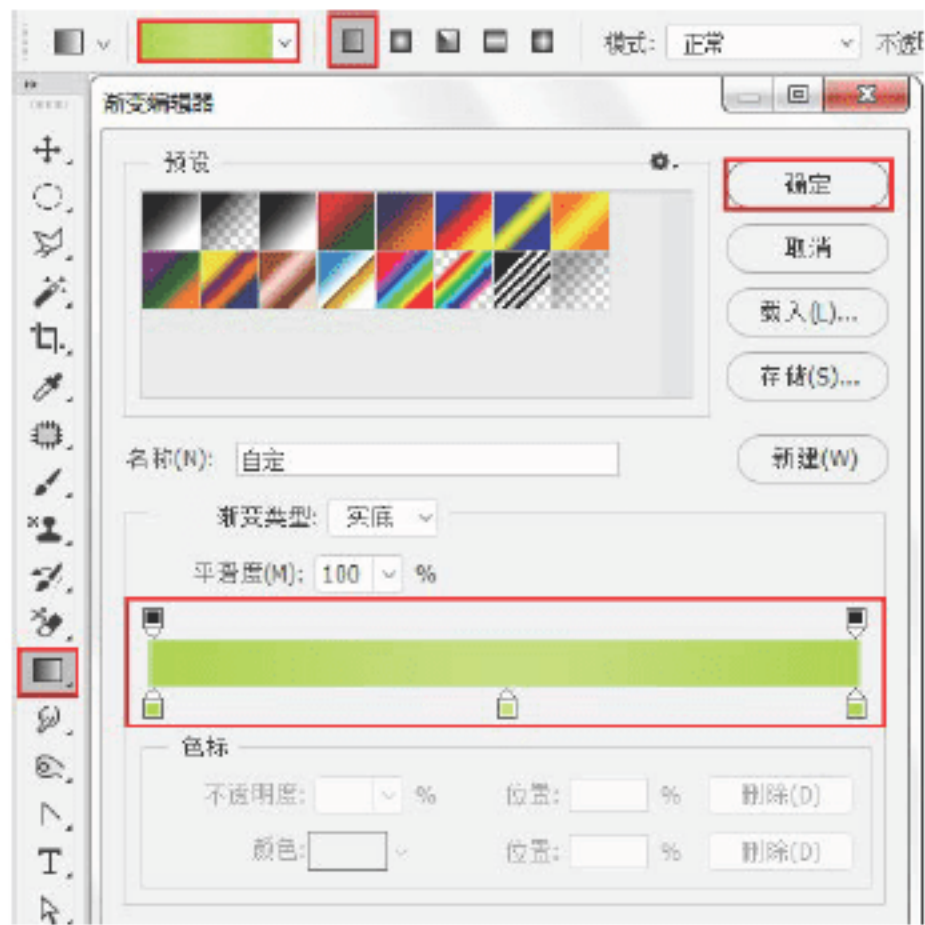 模式: 正常 不透
渐变编辑器
预设
确定
取消
载入(L)...
存储(S)...
名称(N): 自定
新建(W)
渐变类型: 实底
平滑度(M): 100 %
色标
不透明度: % 位置: % 删除(D)
颜色: 位置: % 删除(D)
T